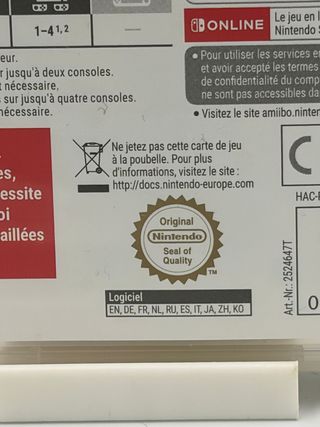 1-4¹˒²
eur.
r jusqu'à deux consoles.
t nécessaire,
s sur jusqu'à quatre consoles.
nécessaire.
ONLINE
Le jeu en l
Nintendo S
• Pour utiliser les services en
et avoir accepté les termes
de confidentialité du comp
ne sont pas accessibles da
• Visitez le site amiibo.ninten
es,
essite
oi
aillées
Ne jetez pas cette carte de jeu
à la poubelle. Pour plus
d'informations, visitez le site :
http://docs.nintendo-europe.com
Original
Nintendo
Seal of
Quality
TM
Logiciel
EN, DE, FR, NL, RU, ES, IT, JA, ZH, KO
C
HAC-P
Art.-Nr.: 2524647T
0